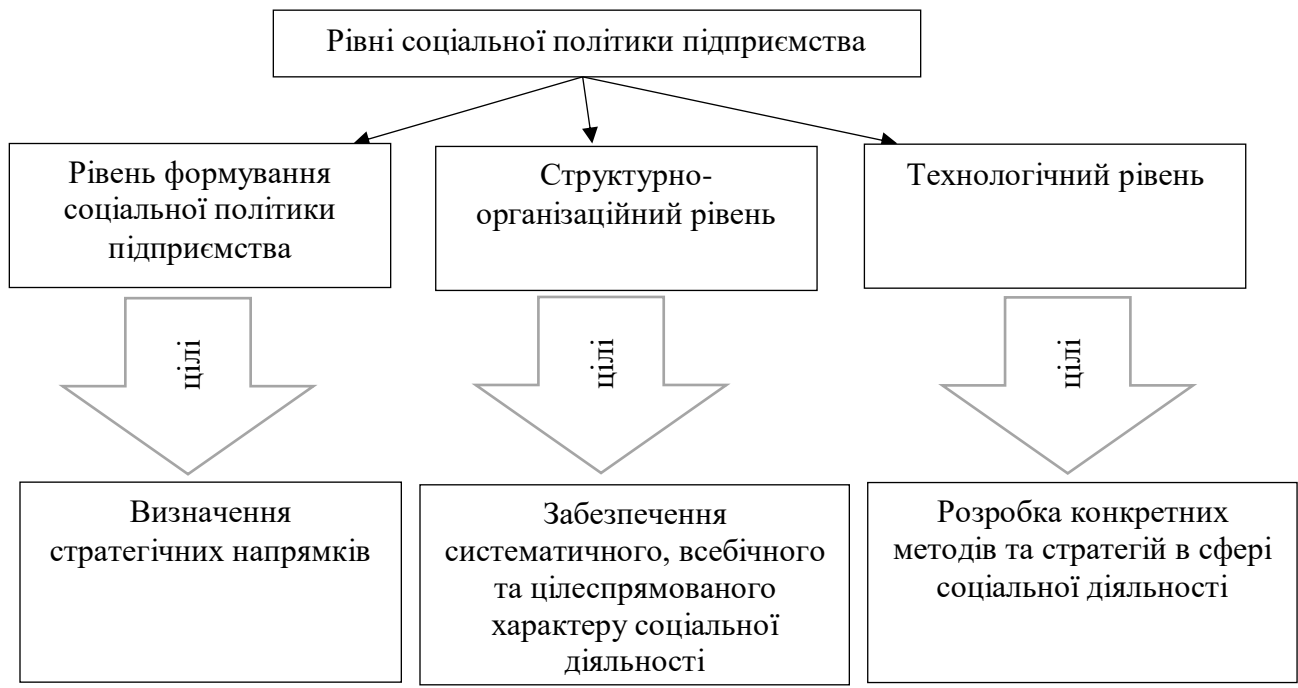 Рівні соціальної політики підприємства
Рівень формування
соціальної політики
підприємства
Структурно-
організаційний рівень
Технологічний рівень
цілі
цілі
цілі
Визначення
стратегічних напрямків
Забезпечення
систематичного, всебічного
та цілеспрямованого
характеру соціальної
діяльності
Розробка конкретних
методів та стратегій в сфері
соціальної діяльності